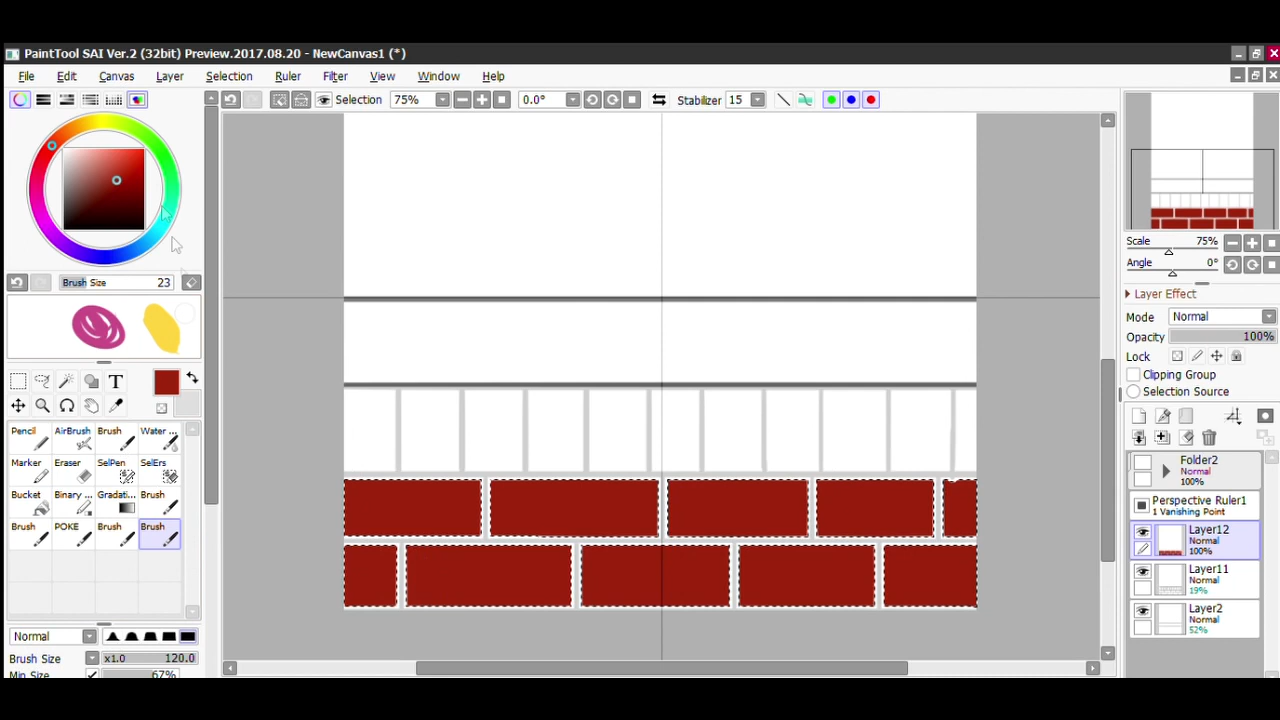 PaintTool SAI Ver.2 (32bit) Preview.2017.08.20 - NewCanvas1 (*)
File Edit Canvas Layer Selection Ruler Filter View Window Help
Selection 75% 0.0° Stabilizer 15
Brush Size 23
T
Pencil AirBrush Brush Water ...
Marker Eraser SelPen SelErs
Bucket Binary ... Gradati... Brush
Brush POKE Brush Brush
Normal
Brush Size x1.0 120.0
Min Size 67%
Scale 75%
Angle 0°
Layer Effect
Mode Normal
Opacity 100%
Lock
Clipping Group
Selection Source
Folder2
Normal
100%
Perspective Ruler1
1 Vanishing Point
Layer12
Normal
100%
Layer11
Normal
19%
Layer2
Normal
52%